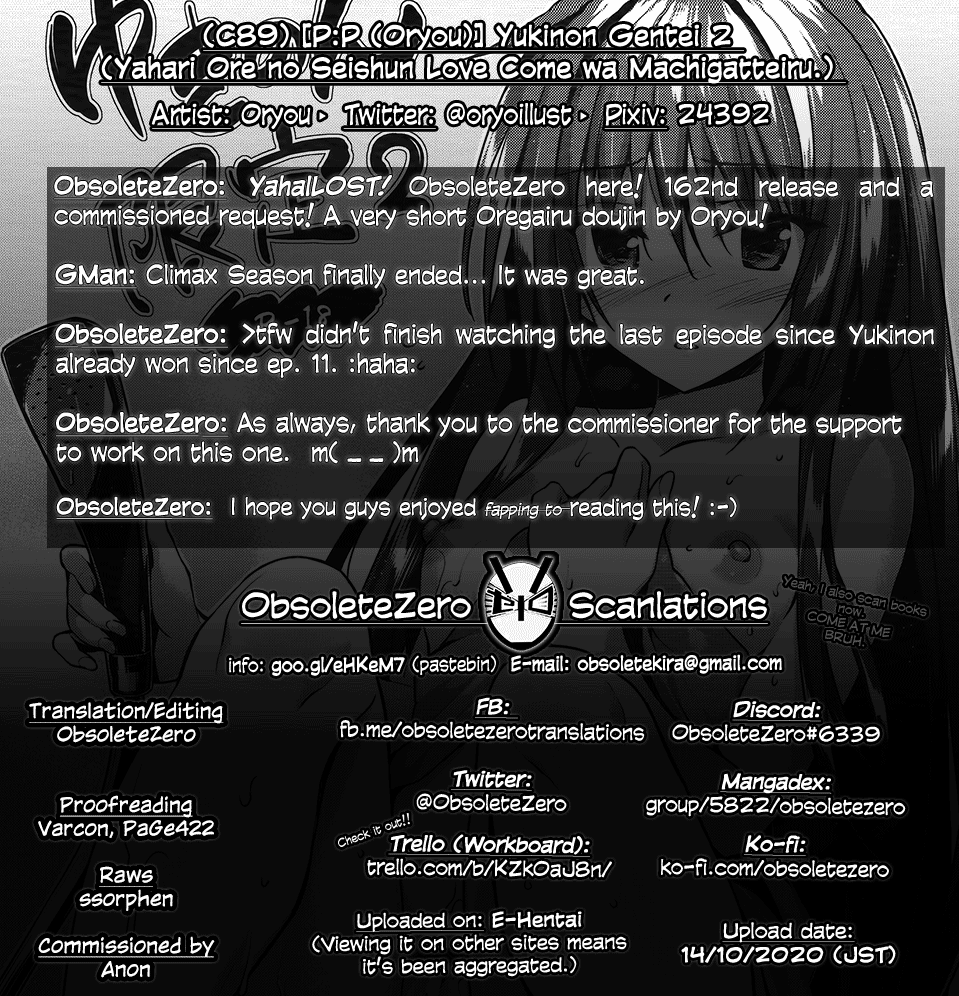 (C89) [P:P (Oryou)] Yukinon Gentei 2
(Yahari Ore no Seishun Love Come wa Machigatteiru.)
Artist: Oryou▸ Twitter: @oryoillust▸ Pixiv: 24392
限定2
R-18
ObsoleteZero: YahalLOST! ObsoleteZero here! 162nd release and a
commissioned request! A very short Oregairu doujin by Oryou!
GMan: Climax Season finally ended... It was great.
ObsoleteZero: >tfw didn't finish watching the last episode since Yukinon
already won since ep. 11. :haha:
ObsoleteZero: As always, thank you to the commissioner for the support
to work on this one. m( _ _ )m
ObsoleteZero: I hope you guys enjoyed fapping to reading this! :-)
Yeah, I also scan books
now.
COME AT ME
BRUH.
ObsoleteZero Scanlations
info: goo.gl/eHKeM7 (pastebin) E-mail: obsoletekira@gmail.com
Translation/Editing
ObsoleteZero
Proofreading
Varcon, PaGe422
Raws
ssorphen
Commissioned by
Anon
FB:
fb.me/obsoletezerotranslations
Twitter:
@ObsoleteZero
Check it out!!
Trello (Workboard):
trello.com/b/KZkOaJ8n/
Uploaded on: E-Hentai
(Viewing it on other sites means
it's been aggregated.)
Discord:
ObsoleteZero#6339
Mangadex:
group/5822/obsoletezero
Ko-fi:
ko-fi.com/obsoletezero
Upload date:
14/10/2020 (JST)